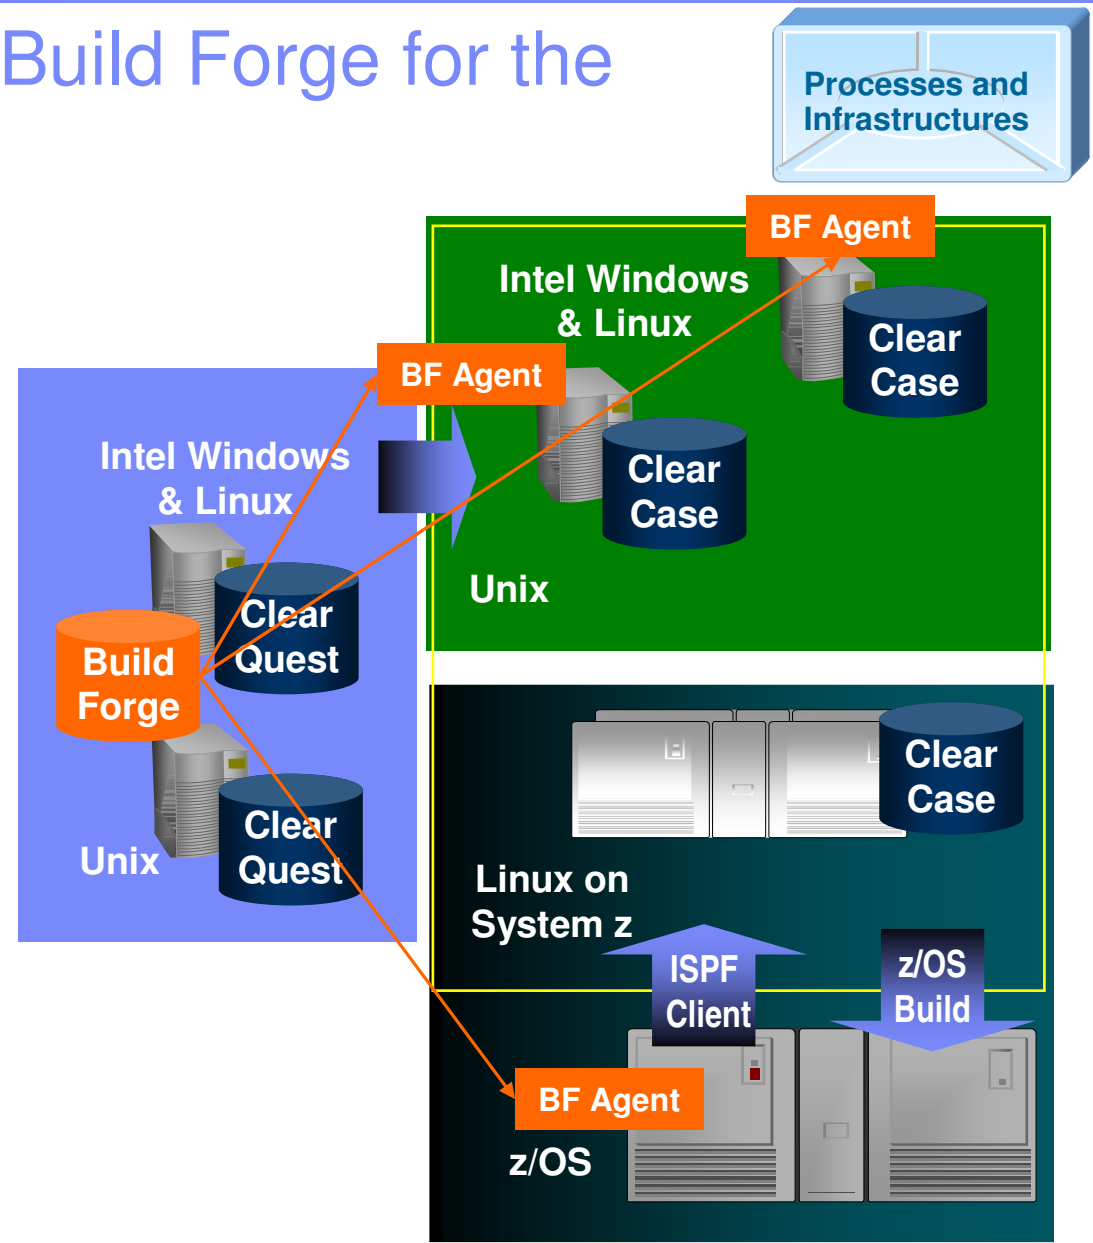 Build Forge for the
Processes and
Infrastructures
BF Agent
Intel Windows
& Linux
Clear
Case
BF Agent
Clear
Case
Unix
Intel Windows
& Linux
Clear
Quest
Build
Forge
Clear
Quest
Unix
Clear
Case
Linux on
System z
ISPF
Client
z/OS
Build
BF Agent
z/OS